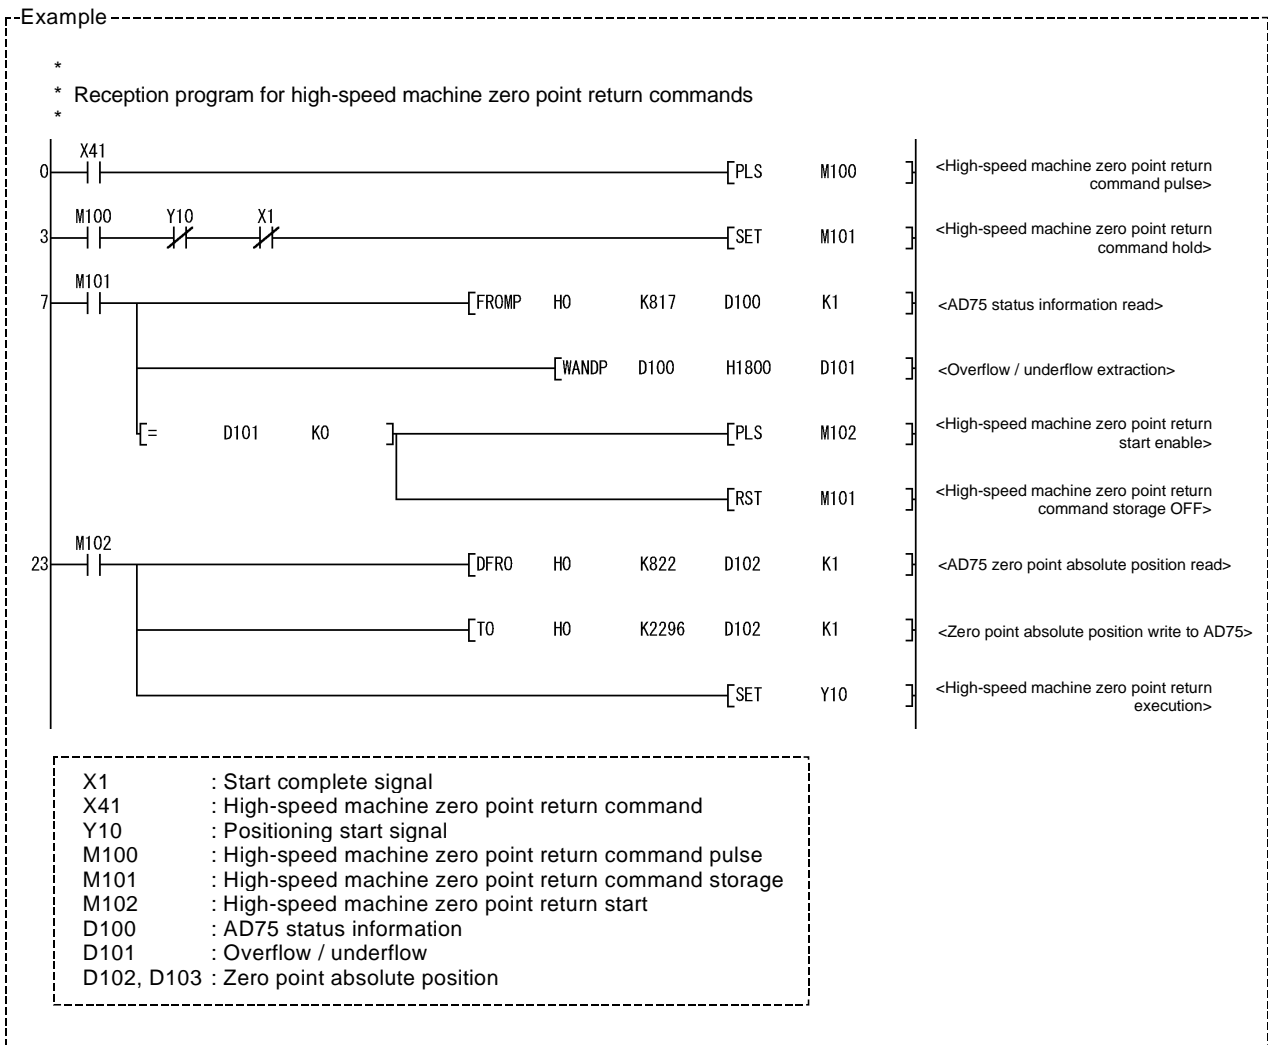 Example
*
* Reception program for high-speed machine zero point return commands
*
X41
0 [PLS M100 ] <High-speed machine zero point return
command pulse>
M100 Y10 X1
3 [SET M101 ] <High-speed machine zero point return
command hold>
M101
7 [FROMP H0 K817 D100 K1 ] <AD75 status information read>
[WANDP D100 H1800 D101 ] <Overflow / underflow extraction>
[= D101 K0 ] [PLS M102 ] <High-speed machine zero point return
start enable>
[RST M101 ] <High-speed machine zero point return
command storage OFF>
M102
23 [DFRO H0 K822 D102 K1 ] <AD75 zero point absolute position read>
[TO H0 K2296 D102 K1 ] <Zero point absolute position write to AD75>
[SET Y10 ] <High-speed machine zero point return
execution>
X1 : Start complete signal
X41 : High-speed machine zero point return command
Y10 : Positioning start signal
M100 : High-speed machine zero point return command pulse
M101 : High-speed machine zero point return command storage
M102 : High-speed machine zero point return start
D100 : AD75 status information
D101 : Overflow / underflow
D102, D103 : Zero point absolute position